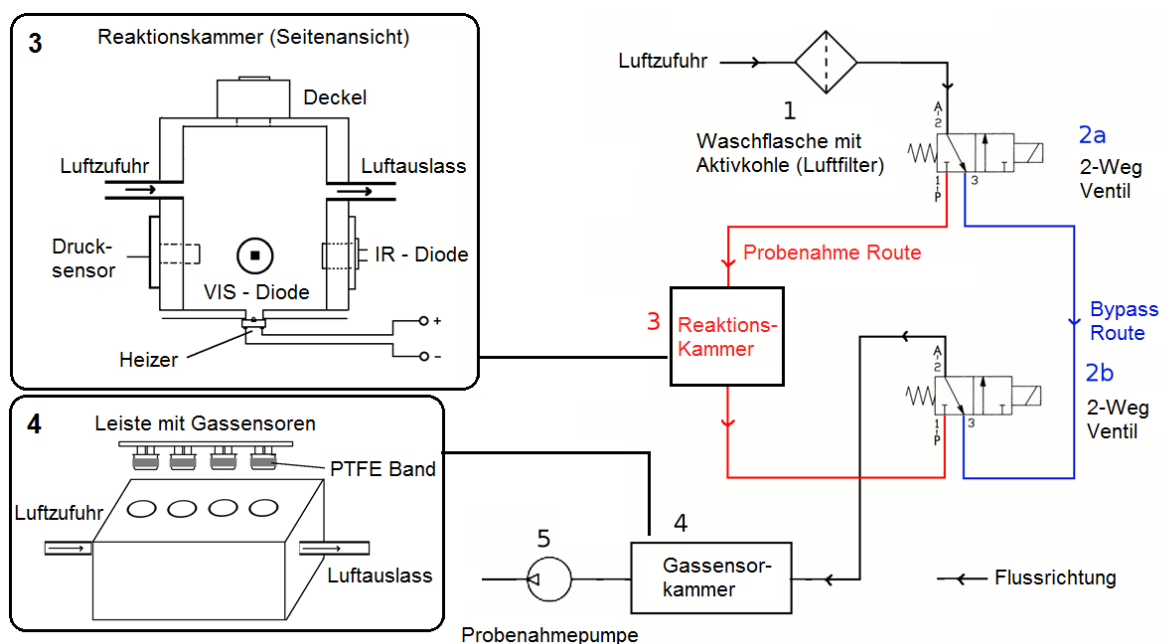 3
Reaktionskammer (Seitenansicht)
Deckel
Luftzufuhr
Luftauslass
Druck-
sensor
IR - Diode
VIS - Diode
+
–
Heizer
4
Leiste mit Gassensoren
PTFE Band
Luftzufuhr
Luftauslass
Luftzufuhr
1
Waschflasche mit
Aktivkohle (Luftfilter)
A
2
1
P
3
2a
2-Weg
Ventil
Probenahme Route
3
Reaktions-
Kammer
Bypass
Route
A
2
1
P
3
2b
2-Weg
Ventil
4
Gassensor-
kammer
5
Probenahmepumpe
Flussrichtung